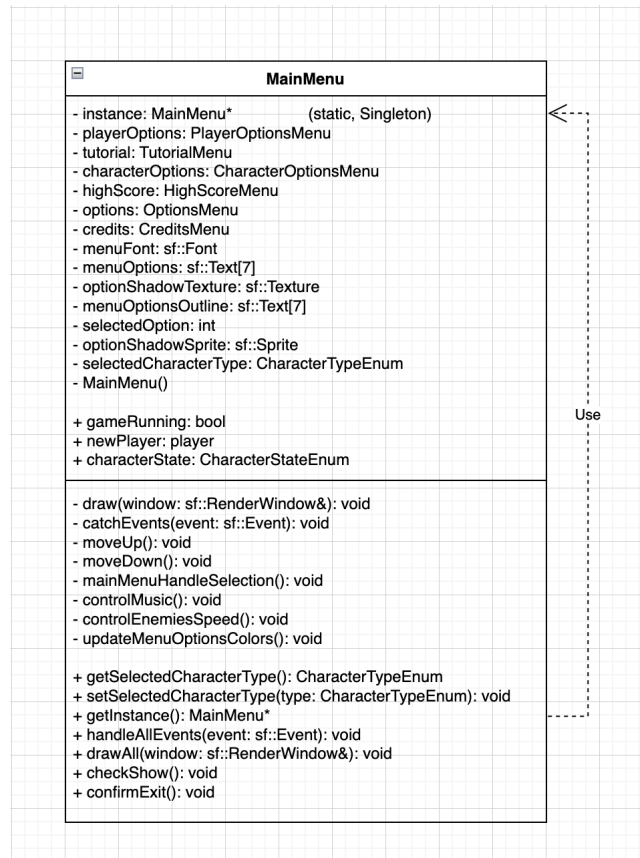 MainMenu
- instance: MainMenu* (static, Singleton)
- playerOptions: PlayerOptionsMenu
- tutorial: TutorialMenu
- characterOptions: CharacterOptionsMenu
- highScore: HighScoreMenu
- options: OptionsMenu
- credits: CreditsMenu
- menuFont: sf::Font
- menuOptions: sf::Text[7]
- optionShadowTexture: sf::Texture
- menuOptionsOutline: sf::Text[7]
- selectedOption: int
- optionShadowSprite: sf::Sprite
- selectedCharacterType: CharacterTypeEnum
- MainMenu()
+ gameRunning: bool
+ newPlayer: player
+ characterState: CharacterStateEnum
Use
- draw(window: sf::RenderWindow&): void
- catchEvents(event: sf::Event): void
- moveUp(): void
- moveDown(): void
- mainMenuHandleSelection(): void
- controlMusic(): void
- controlEnemiesSpeed(): void
- updateMenuOptionsColors(): void
+ getSelectedCharacterType(): CharacterTypeEnum
+ setSelectedCharacterType(type: CharacterTypeEnum): void
+ getInstance(): MainMenu*
+ handleAllEvents(event: sf::Event): void
+ drawAll(window: sf::RenderWindow&): void
+ checkShow(): void
+ confirmExit(): void